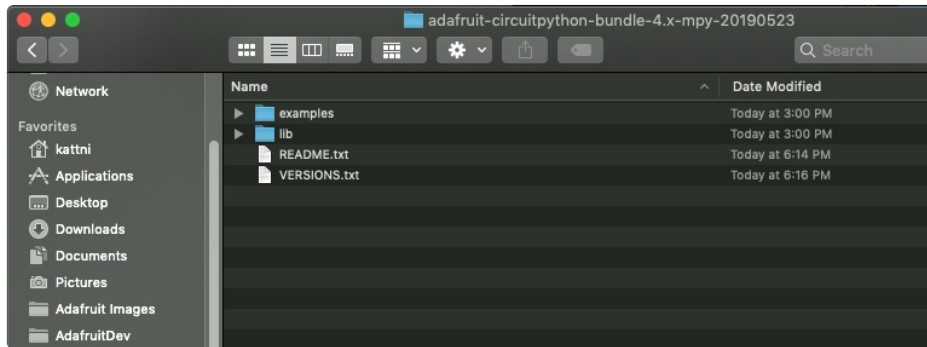 adafruit-circuitpython-bundle-4.x-mpy-20190523
Search
Network
Favorites
kattni
Applications
Desktop
Downloads
Documents
Pictures
Adafruit Images
AdafruitDev
Name Date Modified
examples Today at 3:00 PM
lib Today at 3:00 PM
README.txt Today at 6:14 PM
VERSIONS.txt Today at 6:16 PM